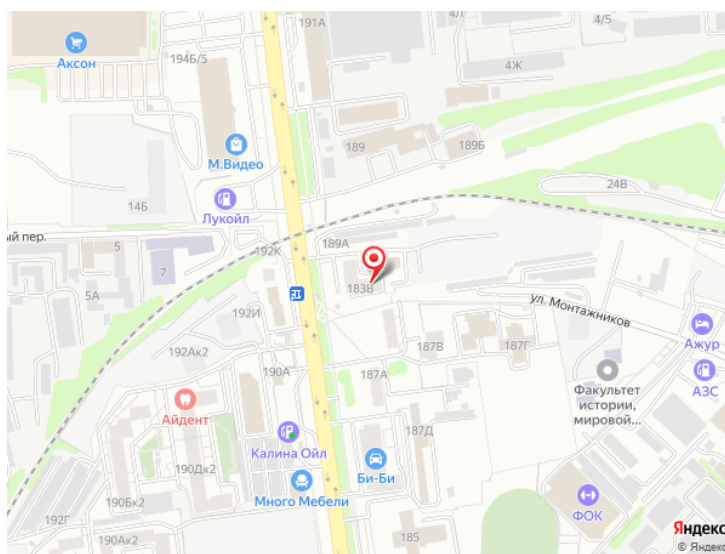 191А
4/Л
4/5
Аксон
194Б/5
4Ж
189
189Б
М.Видео
24В
14Б
Лукойл
ый пер.
5
192К
189А
7
5А
183В
ул. Монтажников
192И
192Ак2
187В
187Г
Ажур
190А
187А
Факультет
истории,
мировой...
АЗС
Айдент
Калина Ойл
187Д
190Дк2
Би-Би
190Бк2
Много Мебели
ФОК
192Г
190Ак2
185
Яндекс
© Яндекс